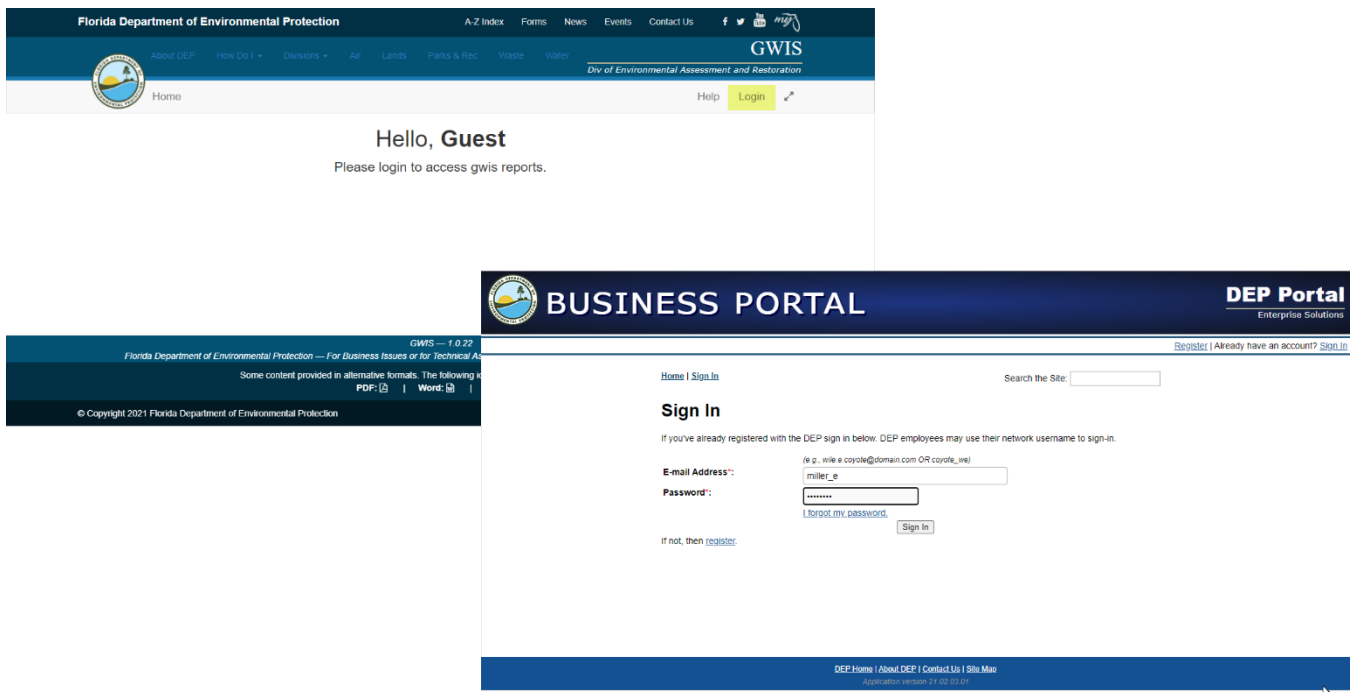 Florida Department of Environmental Protection
A-Z Index Forms News Events Contact Us
About DEP How Do I Divisions Air Lands Parks & Rec Waste Water
GWIS
Div of Environmental Assessment and Restoration
Home
Help Login
Hello, Guest
Please login to access gwis reports.
GWIS — 1.0.22
Florida Department of Environmental Protection — For Business Issues or for Technical As
Some content provided in alternative formats. The following
PDF: | Word: |
© Copyright 2021 Florida Department of Environmental Protection
BUSINESS PORTAL
DEP Portal
Enterprise Solutions
Register | Already have an account? Sign In
Home | Sign In
Search the Site:
Sign In
If you've already registered with the DEP sign in below. DEP employees may use their network username to sign-in.
(e.g., wile.e.coyote@domain.com OR coyote_we)
E-mail Address*:
miller_e
Password*:
••••••••
I forgot my password.
Sign In
If not, then register.
DEP Home | About DEP | Contact Us | Site Map
Application version 21.02.03.01